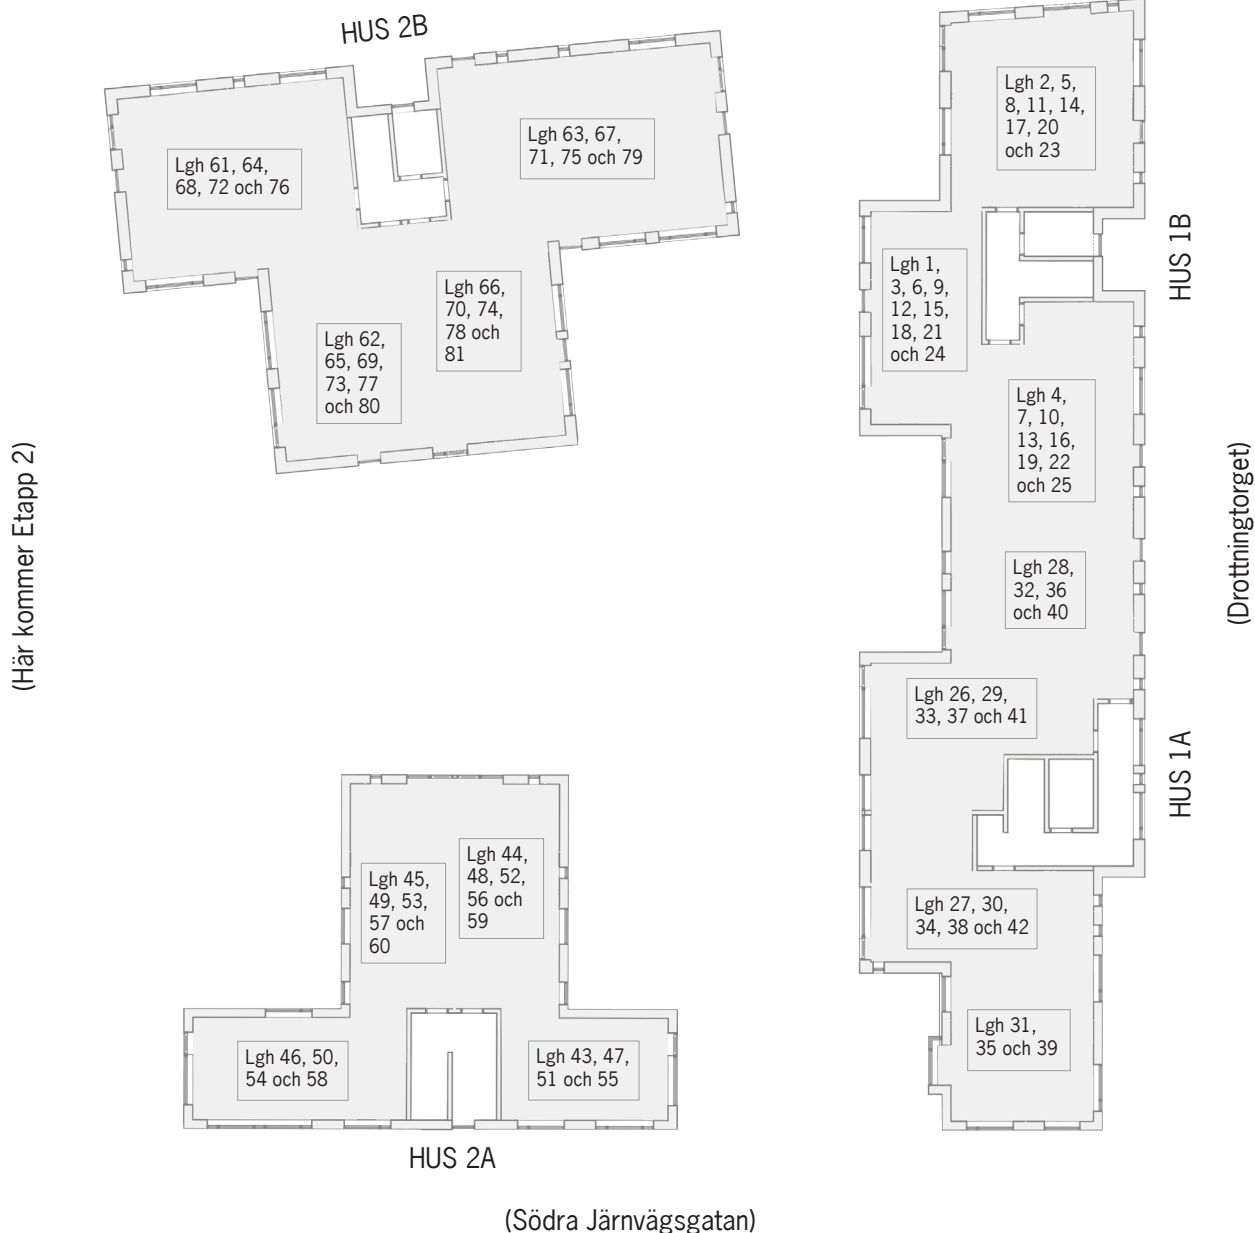 HUS 2B
Lgh 61, 64,
68, 72 och 76
Lgh 63, 67,
71, 75 och 79
Lgh 66,
70, 74,
78 och
81
Lgh 62,
65, 69,
73, 77
och 80
(Här kommer Etapp 2)
Lgh 2, 5,
8, 11, 14,
17, 20
och 23
HUS 1B
Lgh 1,
3, 6, 9,
12, 15,
18, 21
och 24
Lgh 4,
7, 10,
13, 16,
19, 22
och 25
(Drottningtorget)
Lgh 28,
32, 36
och 40
Lgh 26, 29,
33, 37 och 41
HUS 1A
Lgh 27, 30,
34, 38 och 42
Lgh 31,
35 och 39
Lgh 44,
48, 52,
56 och
59
Lgh 45,
49, 53,
57 och
60
Lgh 46, 50,
54 och 58
Lgh 43, 47,
51 och 55
HUS 2A
(Södra Järnvägsgatan)